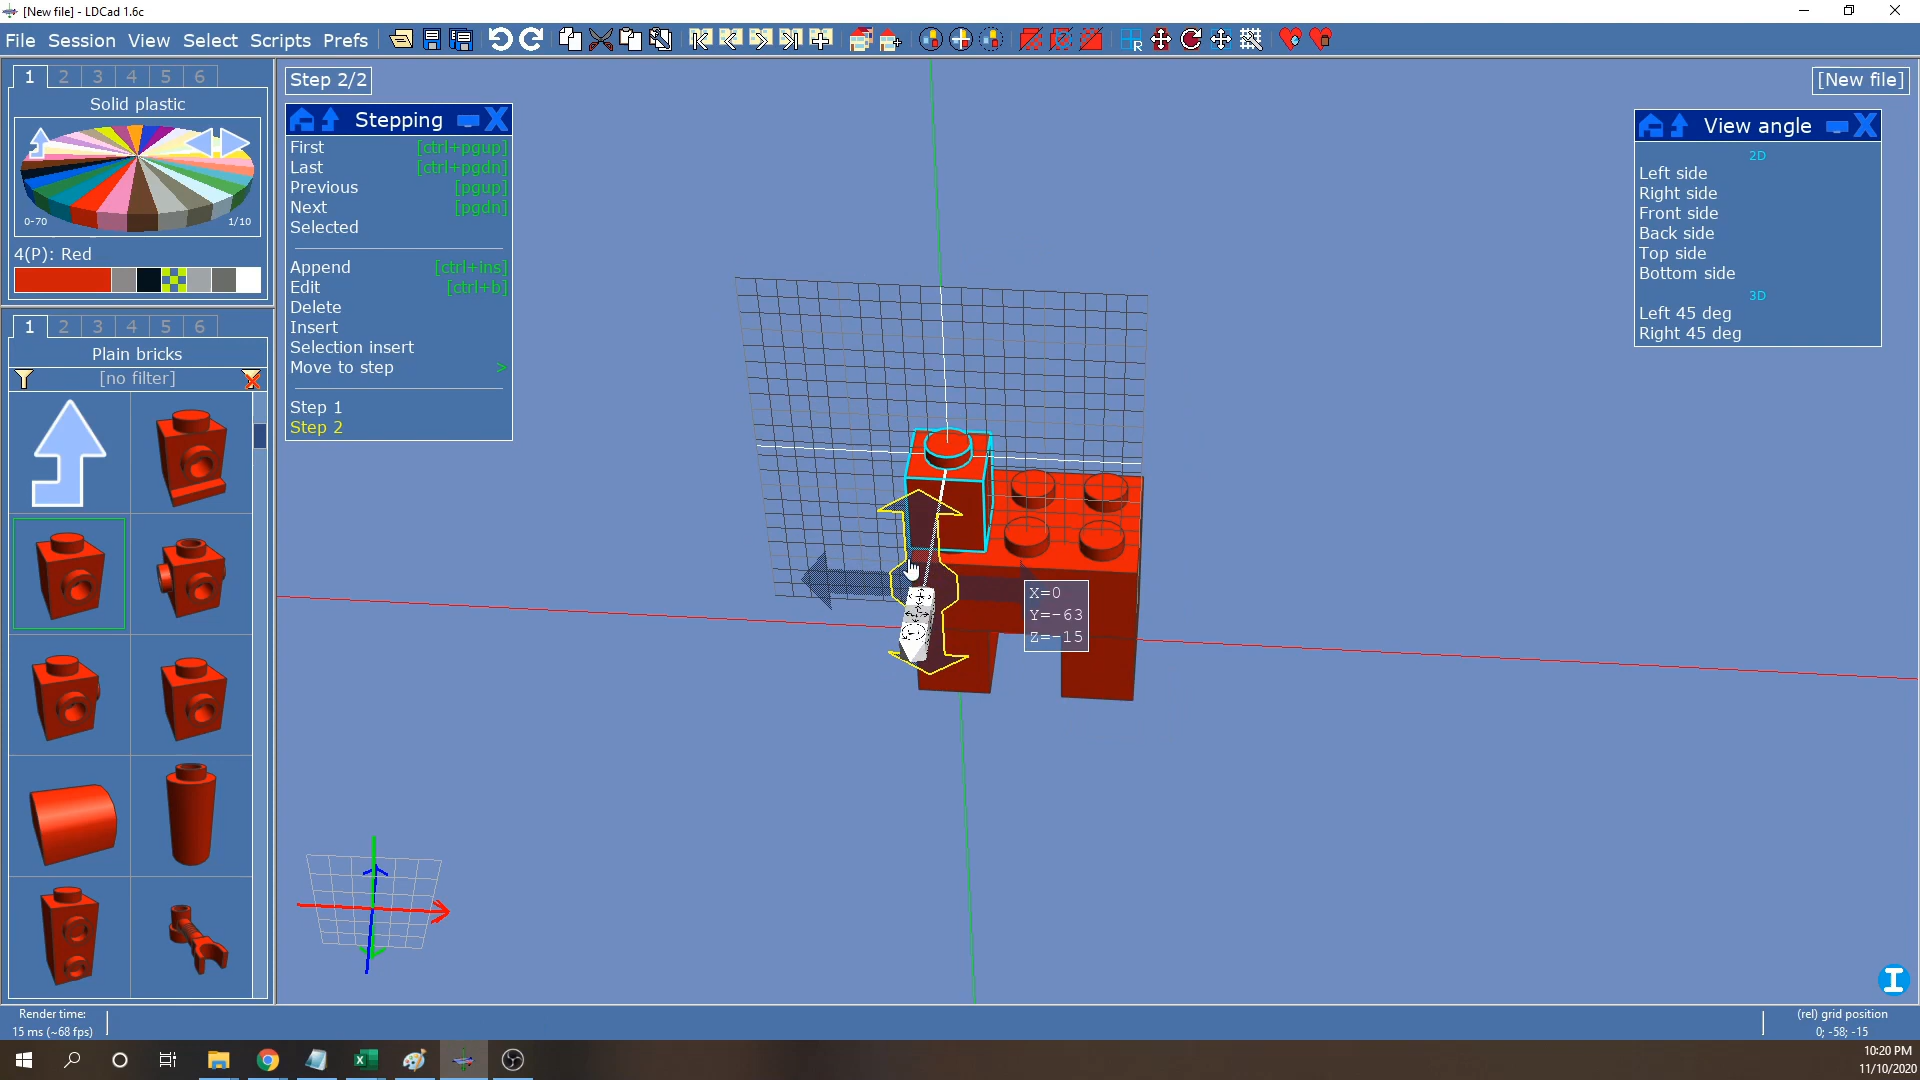 [New file] - LDCad 1.6c
File Session View Select Scripts Prefs
1 2 3 4 5 6
Solid plastic
0-70
1/10
4(P): Red
1 2 3 4 5 6
Plain bricks
[no filter]
Step 2/2
Stepping
First [ctrl+pgup]
Last [ctrl+pgdn]
Previous [pgup]
Next [pgdn]
Selected
Append [ctrl+ins]
Edit [ctrl+b]
Delete
Insert
Selection insert
Move to step >
Step 1
Step 2
X=0
Y=-63
Z=-15
[New file]
View angle
2D
Left side
Right side
Front side
Back side
Top side
Bottom side
3D
Left 45 deg
Right 45 deg
Render time:
15 ms (~68 fps)
(rel) grid position
0; -58; -15
10:20 PM
11/10/2020